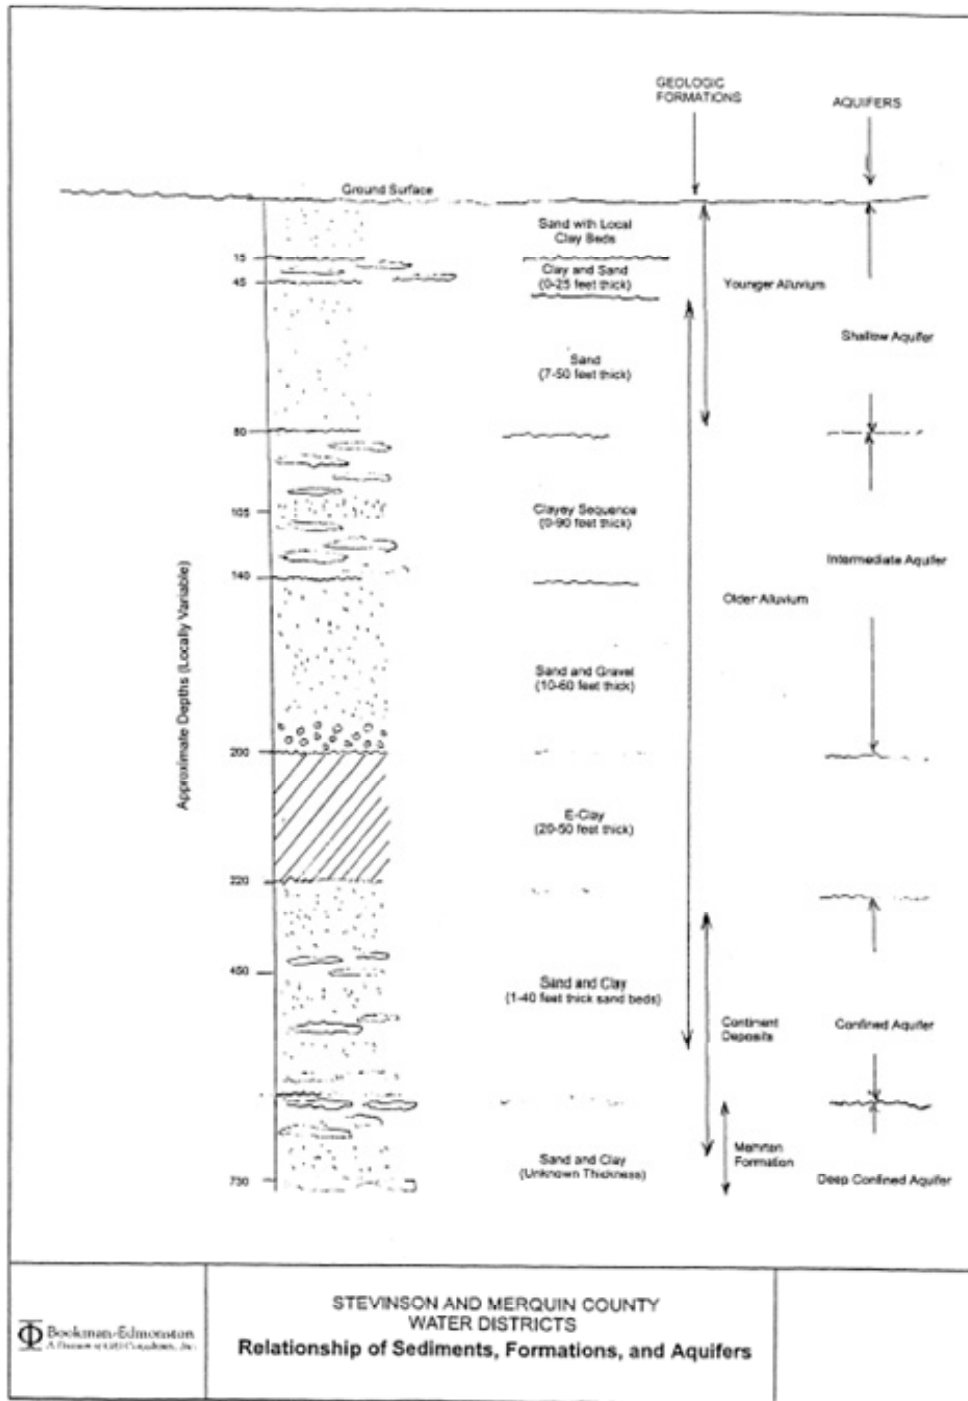 GEOLOGIC
FORMATIONS
AQUIFERS
Ground Surface
Sand with Local
Clay Beds
15
Clay and Sand
(0-25 feet thick)
45
Younger Alluvium
Shallow Aquifer
Sand
(7-50 feet thick)
80
105
Clayey Sequence
(0-90 feet thick)
Intermediate Aquifer
140
Older Alluvium
Approximate Depths (Locally Variable)
Sand and Gravel
(10-60 feet thick)
200
E-Clay
(20-50 feet thick)
220
450
Sand and Clay
(1-40 feet thick sand beds)
Continent
Deposits
Confined Aquifer
Sand and Clay
(Unknown Thickness)
Mehrten
Formation
730
Deep Confined Aquifer
STEVINSON AND MERQUIN COUNTY
WATER DISTRICTS
Relationship of Sediments, Formations, and Aquifers
Bookman-Edmonston
A Division of GEI Consultants, Inc.